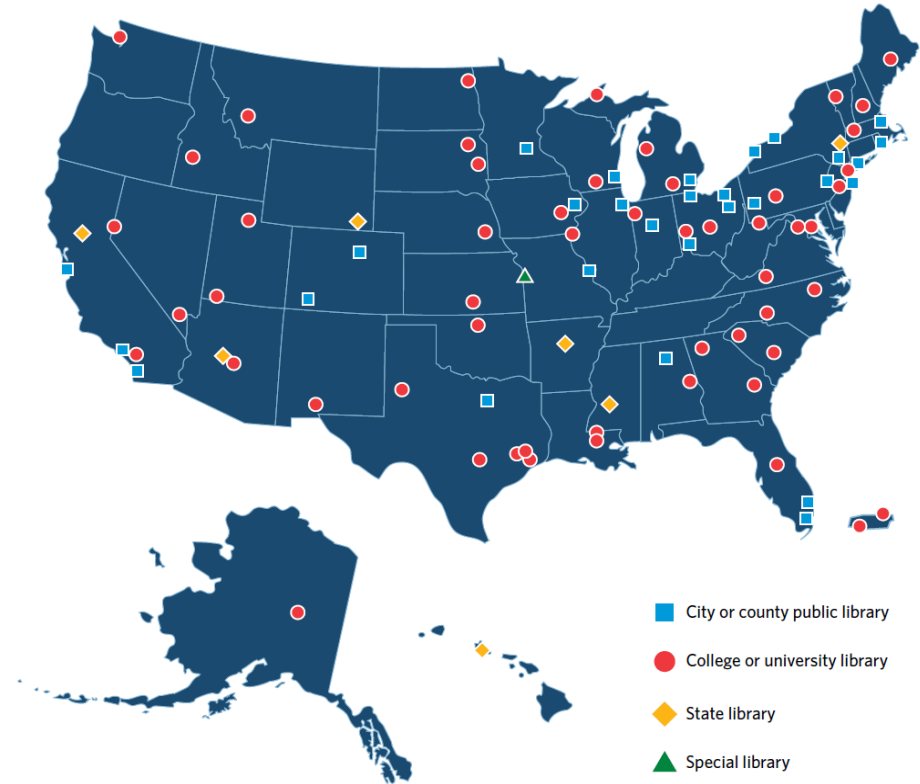 City or county public library
College or university library
State library
Special library